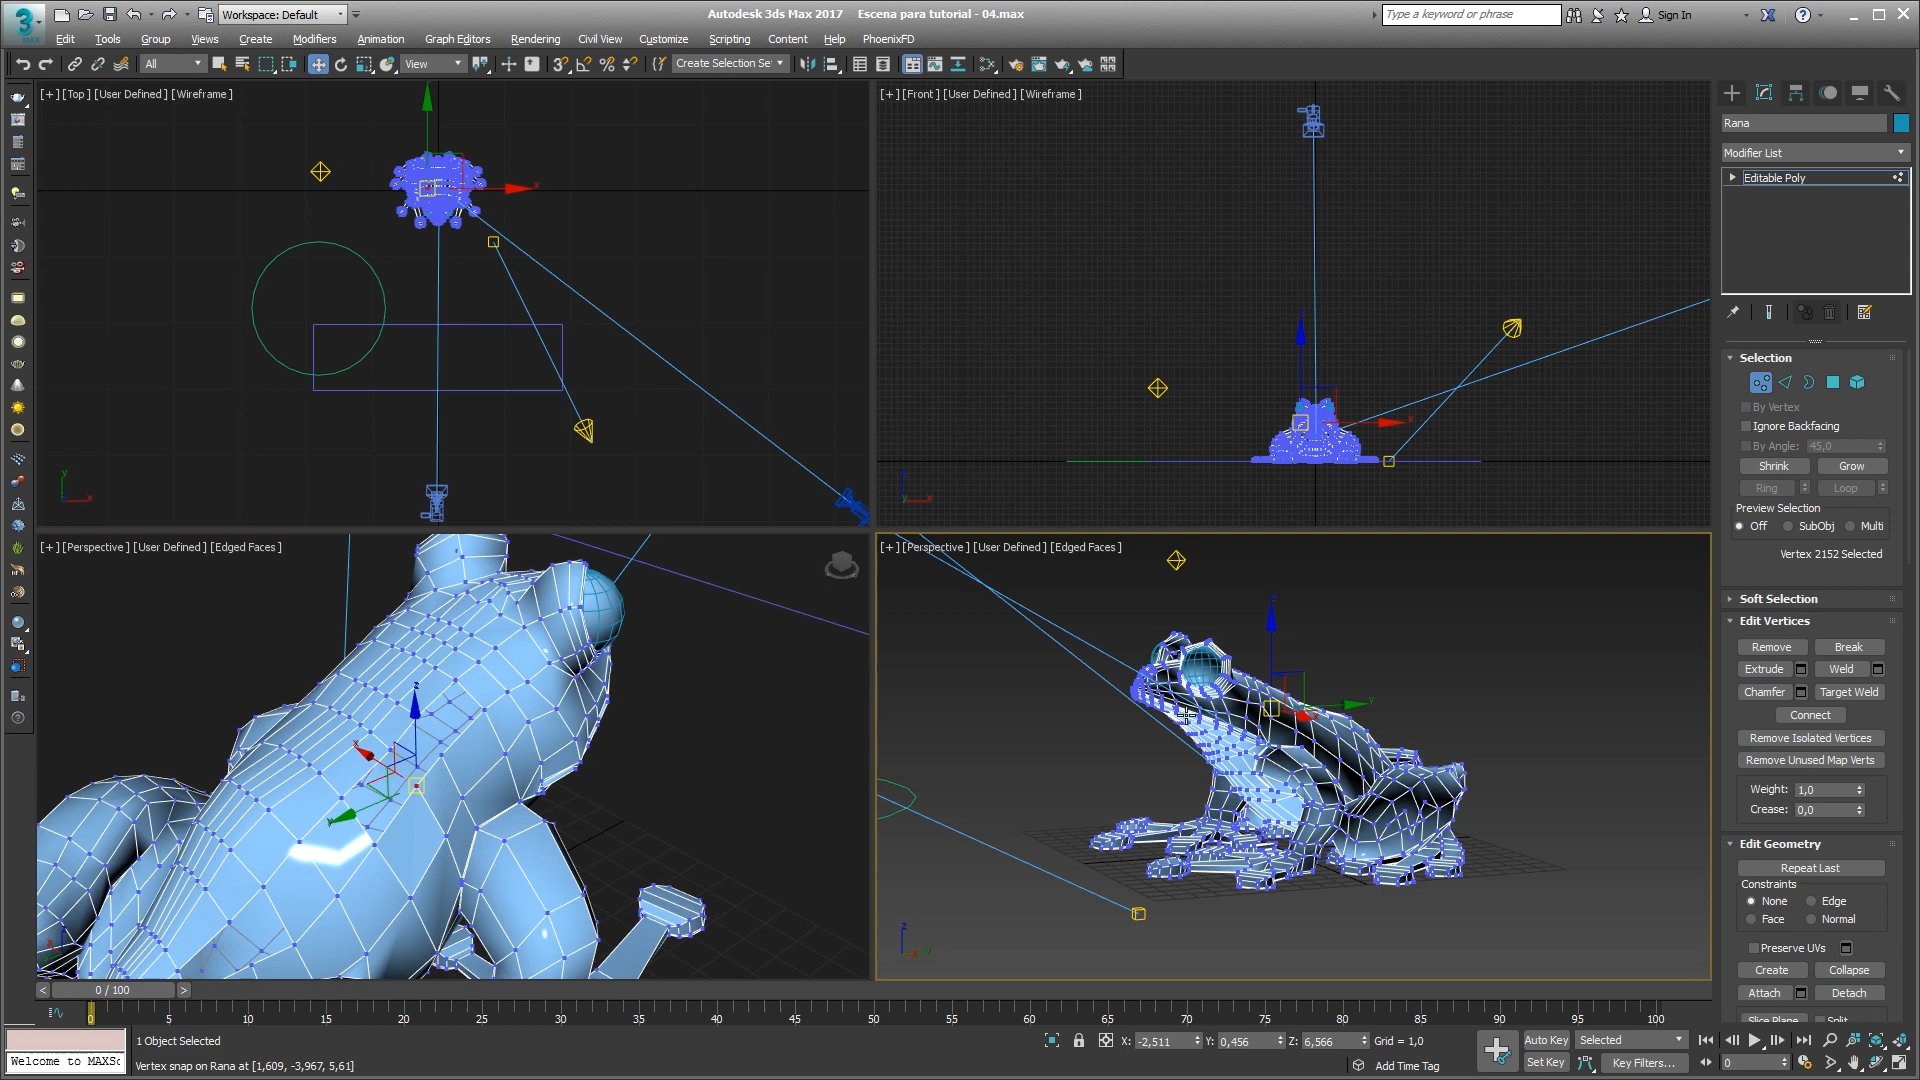 Workspace: Default
Autodesk 3ds Max 2017 Escena para tutorial - 04.max
Type a keyword or phrase
Sign In
MAX
Edit Tools Group Views Create Modifiers Animation Graph Editors Rendering Civil View Customize Scripting Content Help PhoenixFD
All
View
Create Selection Se
[+] [Top ] [User Defined ] [Wireframe ]
[+] [Front ] [User Defined ] [Wireframe ]
[+] [Perspective ] [User Defined ] [Edged Faces ]
[+] [Perspective ] [User Defined ] [Edged Faces ]
Rana
Modifier List
Editable Poly
Selection
By Vertex
Ignore Backfacing
By Angle: 45,0
Shrink Grow
Ring Loop
Preview Selection
Off SubObj Multi
Vertex 2152 Selected
Soft Selection
Edit Vertices
Remove Break
Extrude Weld
Chamfer Target Weld
Connect
Remove Isolated Vertices
Remove Unused Map Verts
Weight: 1,0
Crease: 0,0
Edit Geometry
Repeat Last
Constraints
None Edge
Face Normal
Preserve UVs
Create Collapse
Attach Detach
Slice Plane Split
< 0 / 100 >
0 5 10 15 20 25 30 35 40 45 50 55 60 65 70 75 80 85 90 95 100
1 Object Selected
X: -2,511 Y: 0,456 Z: 6,566 Grid = 1,0
Auto Key Selected
Welcome to MAXSc
Vertex snap on Rana at [1,609, -3,967, 5,61]
Add Time Tag
Set Key Key Filters... 0